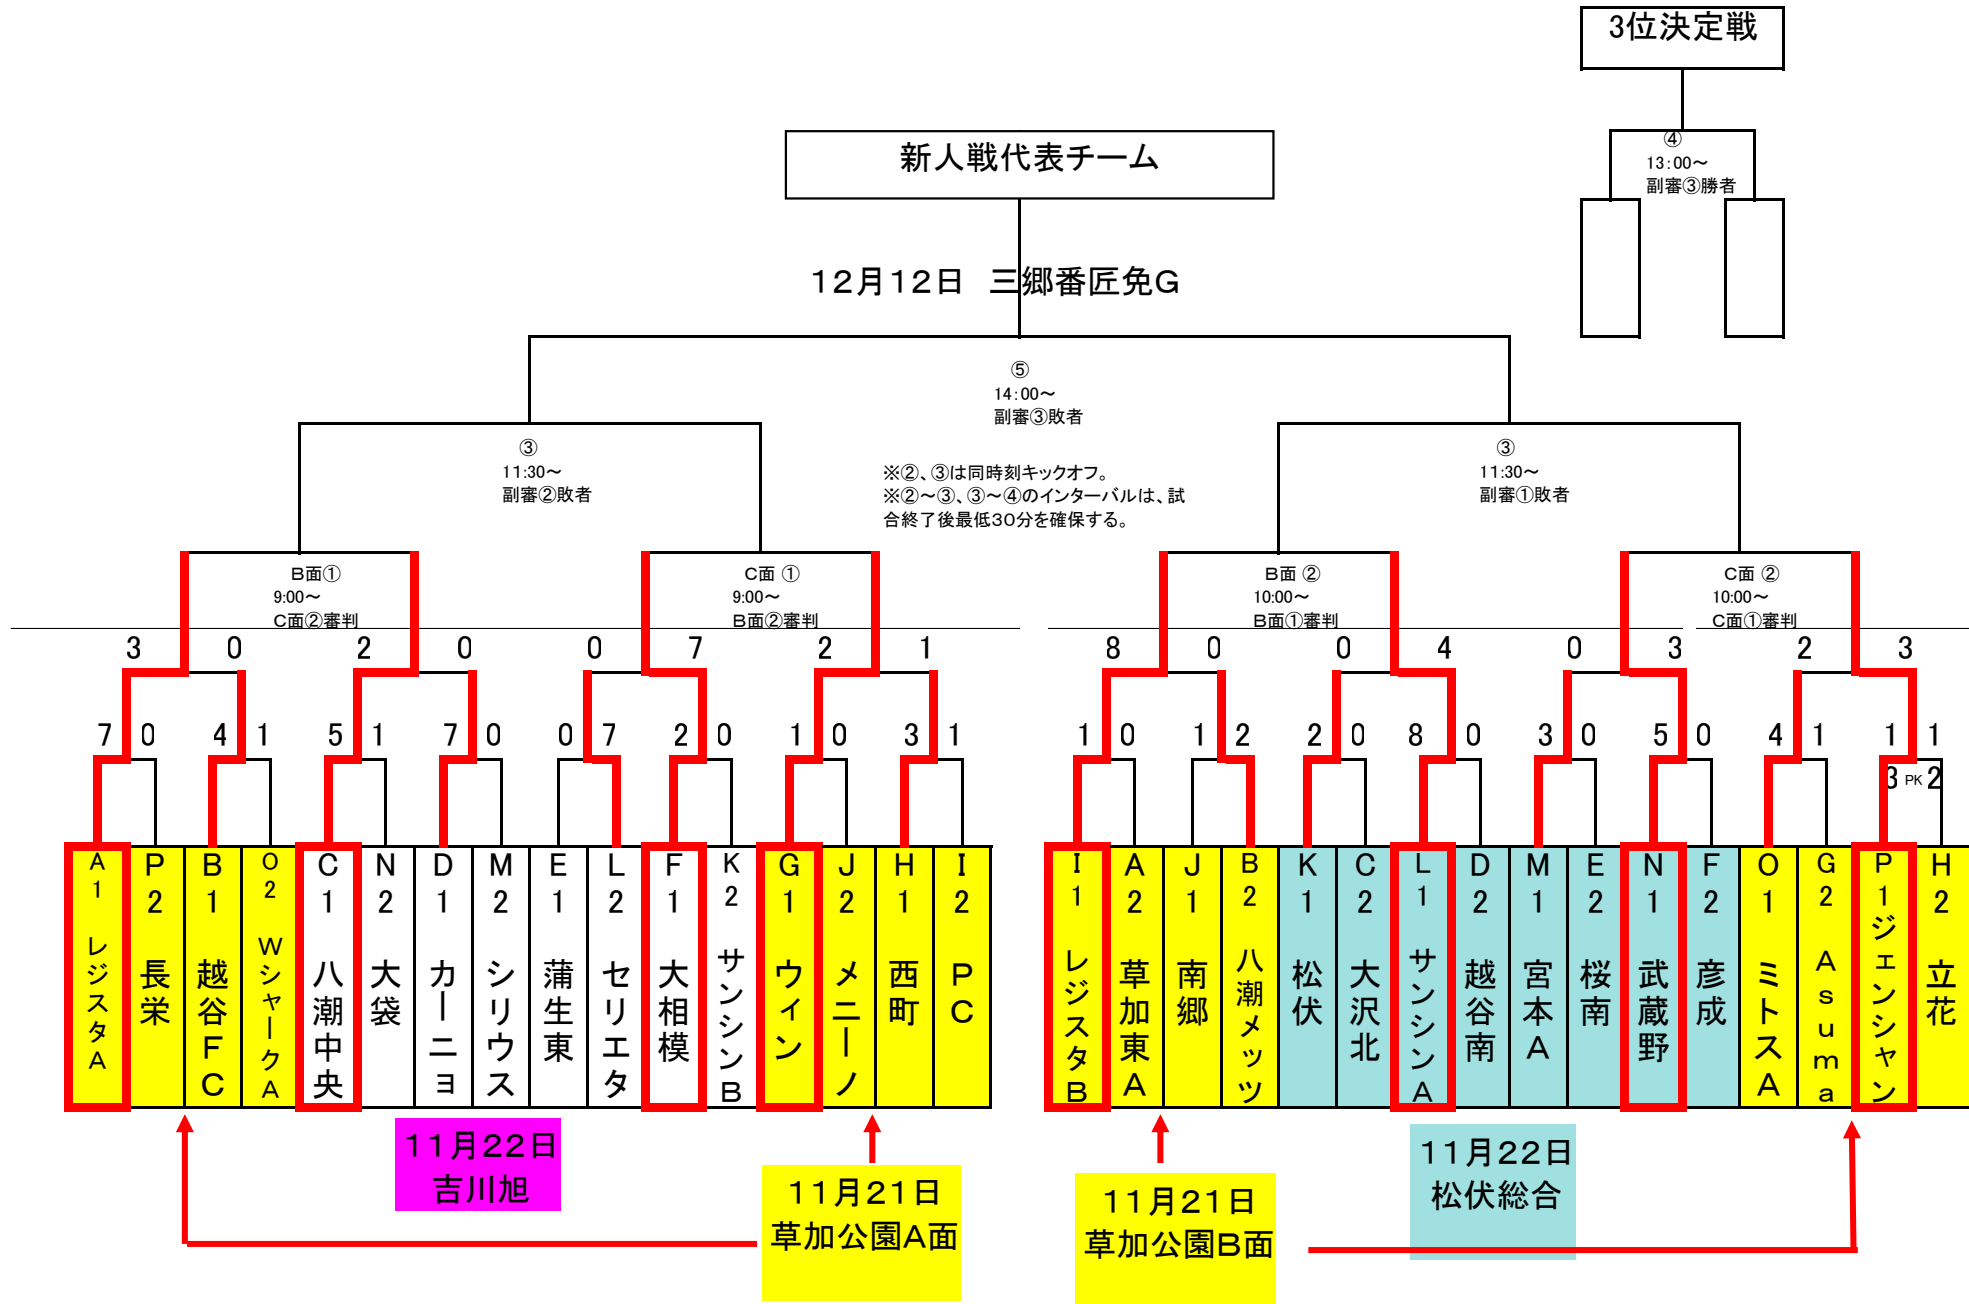 3位決定戦
④
13:00～
副審③勝者
新人戦代表チーム
12月12日　三郷番匠免G
⑤
14:00～
副審③敗者
③
11:30～
副審②敗者
※②、③は同時刻キックオフ。
※②～③、③～④のインターバルは、試
合終了後最低30分を確保する。
③
11:30～
副審①敗者
B面①
9:00～
C面②審判
C面 ①
9:00～
B面②審判
B面 ②
10:00～
B面①審判
C面 ②
10:00～
C面①審判
3 0 2 0 0 7 2 1 8 0 0 4 0 3 2 3
7 0 4 1 5 1 7 0 0 7 2 0 1 0 3 1 1 0 1 2 2 0 8 0 3 0 5 0 4 1 1 1
3 PK 2
A1 レジスタA
P2 長栄
B1 越谷FC
O2 WシャークA
C1 八潮中央
N2 大袋
D1 カーニョ
M2 シリウス
E1 蒲生東
L2 セリエタ
F1 大相模
K2 サンシンB
G1 ウィン
J2 メニーノ
H1 西町
I2 PC
I1 レジスタB
A2 草加東A
J1 南郷
B2 八潮メッツ
K1 松伏
C2 大沢北
L1 サンシンA
D2 越谷南
M1 宮本A
E2 桜南
N1 武蔵野
F2 彦成
O1 ミトスA
G2 Asuma
P1 ジェンシャン
H2 立花
11月22日
吉川旭
11月21日
草加公園A面
11月21日
草加公園B面
11月22日
松伏総合